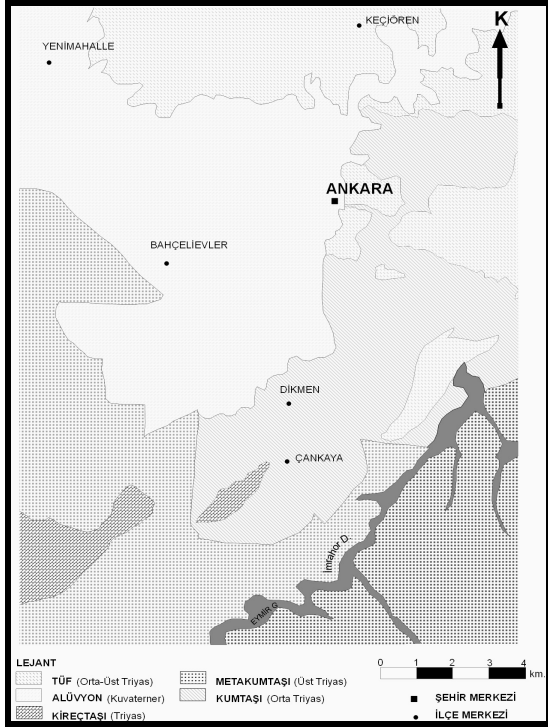 KEÇİÖREN
K
YENİMAHALLE
ANKARA
BAHÇELİEVLER
DİKMEN
ÇANKAYA
İmrahor D.
EYMİR G.
LEJANT
TÜF (Orta-Üst Triyas)
ALÜVYON (Kuvaterner)
KİREÇTAŞI (Triyas)
METAKUMTAŞI (Üst Triyas)
KUMTAŞI (Orta Triyas)
0 1 2 3 4
km.
ŞEHİR MERKEZİ
İLÇE MERKEZİ